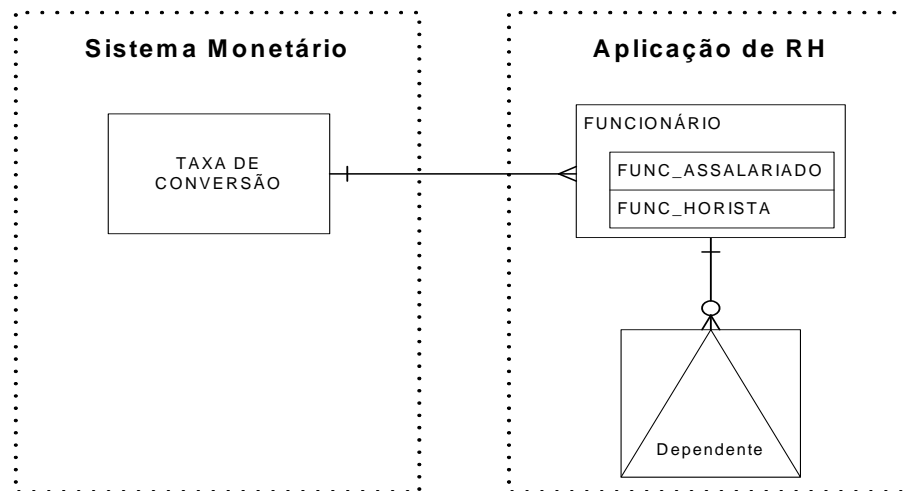 Sistema Monetário
Aplicação de RH
TAXA DE
CONVERSÃO
FUNCIONÁRIO
FUNC_ASSALARIADO
FUNC_HORISTA
Dependente